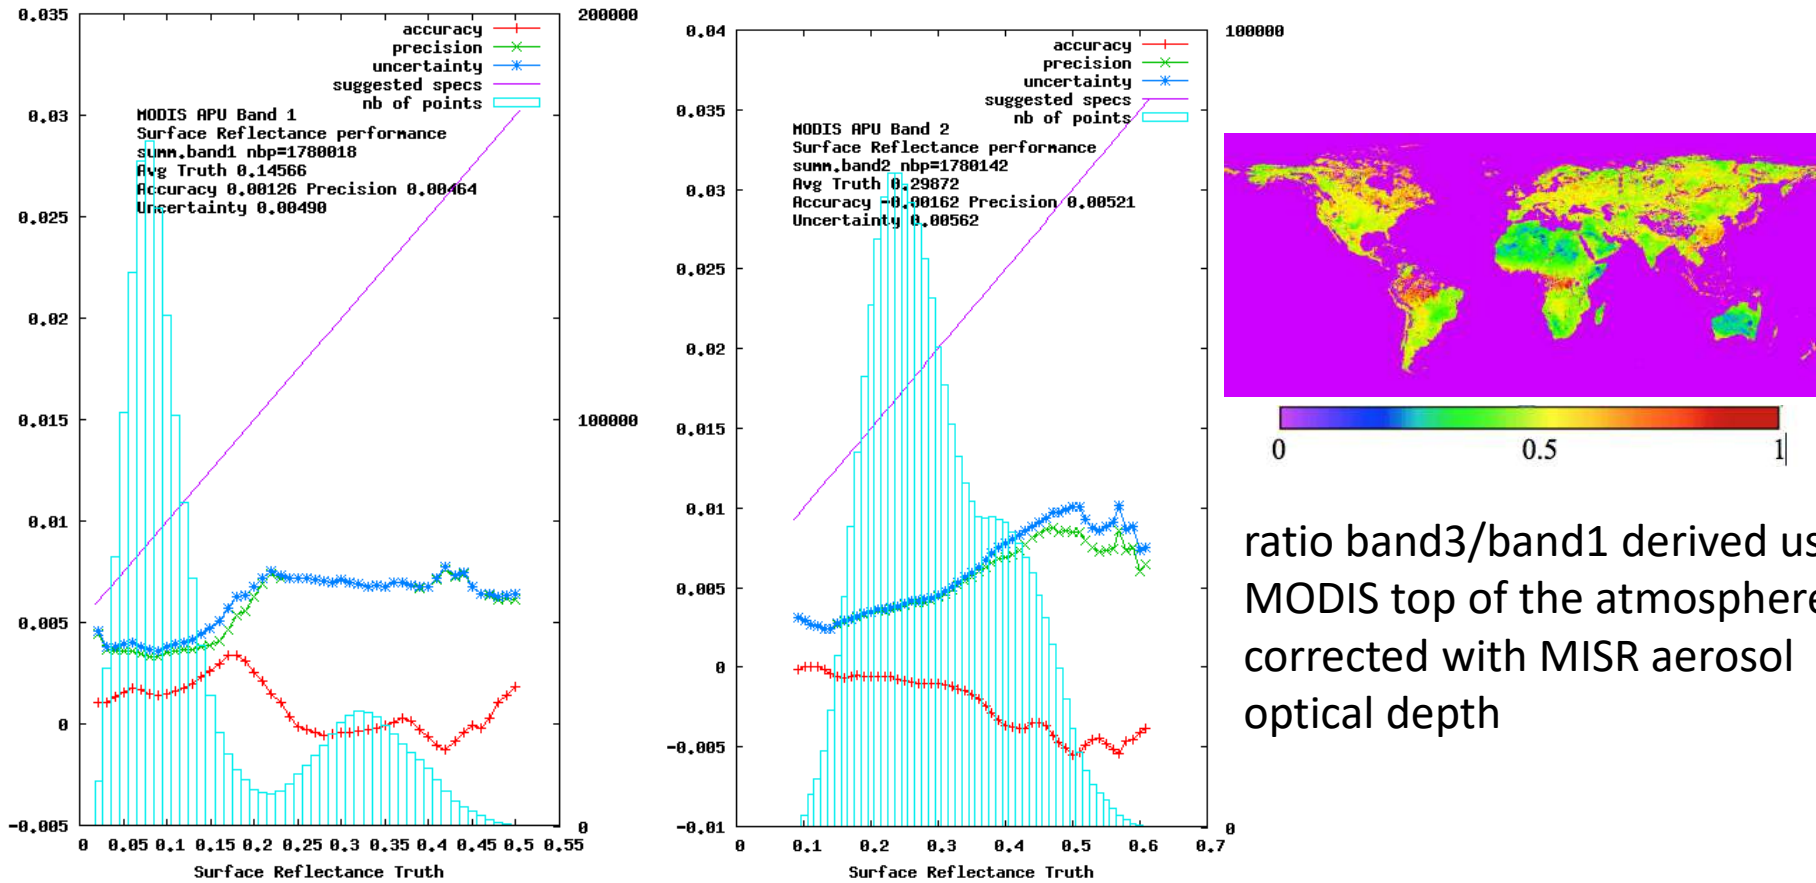 0.035
0.03
0.025
0.02
0.015
0.01
0.005
0
-0.005
200000
100000
0
accuracy
precision
uncertainty
suggested specs
nb of points
MODIS APU Band 1
Surface Reflectance performance
summ.band1 nbp=1780018
Avg Truth 0.14566
Accuracy 0.00126 Precision 0.00464
Uncertainty 0.00490
0 0.05 0.1 0.15 0.2 0.25 0.3 0.35 0.4 0.45 0.5 0.55
Surface Reflectance Truth
0.04
0.035
0.03
0.025
0.02
0.015
0.01
0.005
0
-0.005
-0.01
100000
0
accuracy
precision
uncertainty
suggested specs
nb of points
MODIS APU Band 2
Surface Reflectance performance
summ.band2 nbp=1780142
Avg Truth 0.29872
Accuracy -0.00162 Precision 0.00521
Uncertainty 0.00562
0 0.1 0.2 0.3 0.4 0.5 0.6 0.7
Surface Reflectance Truth
0 0.5 1
ratio band3/band1 derived us
MODIS top of the atmosphere
corrected with MISR aerosol
optical depth